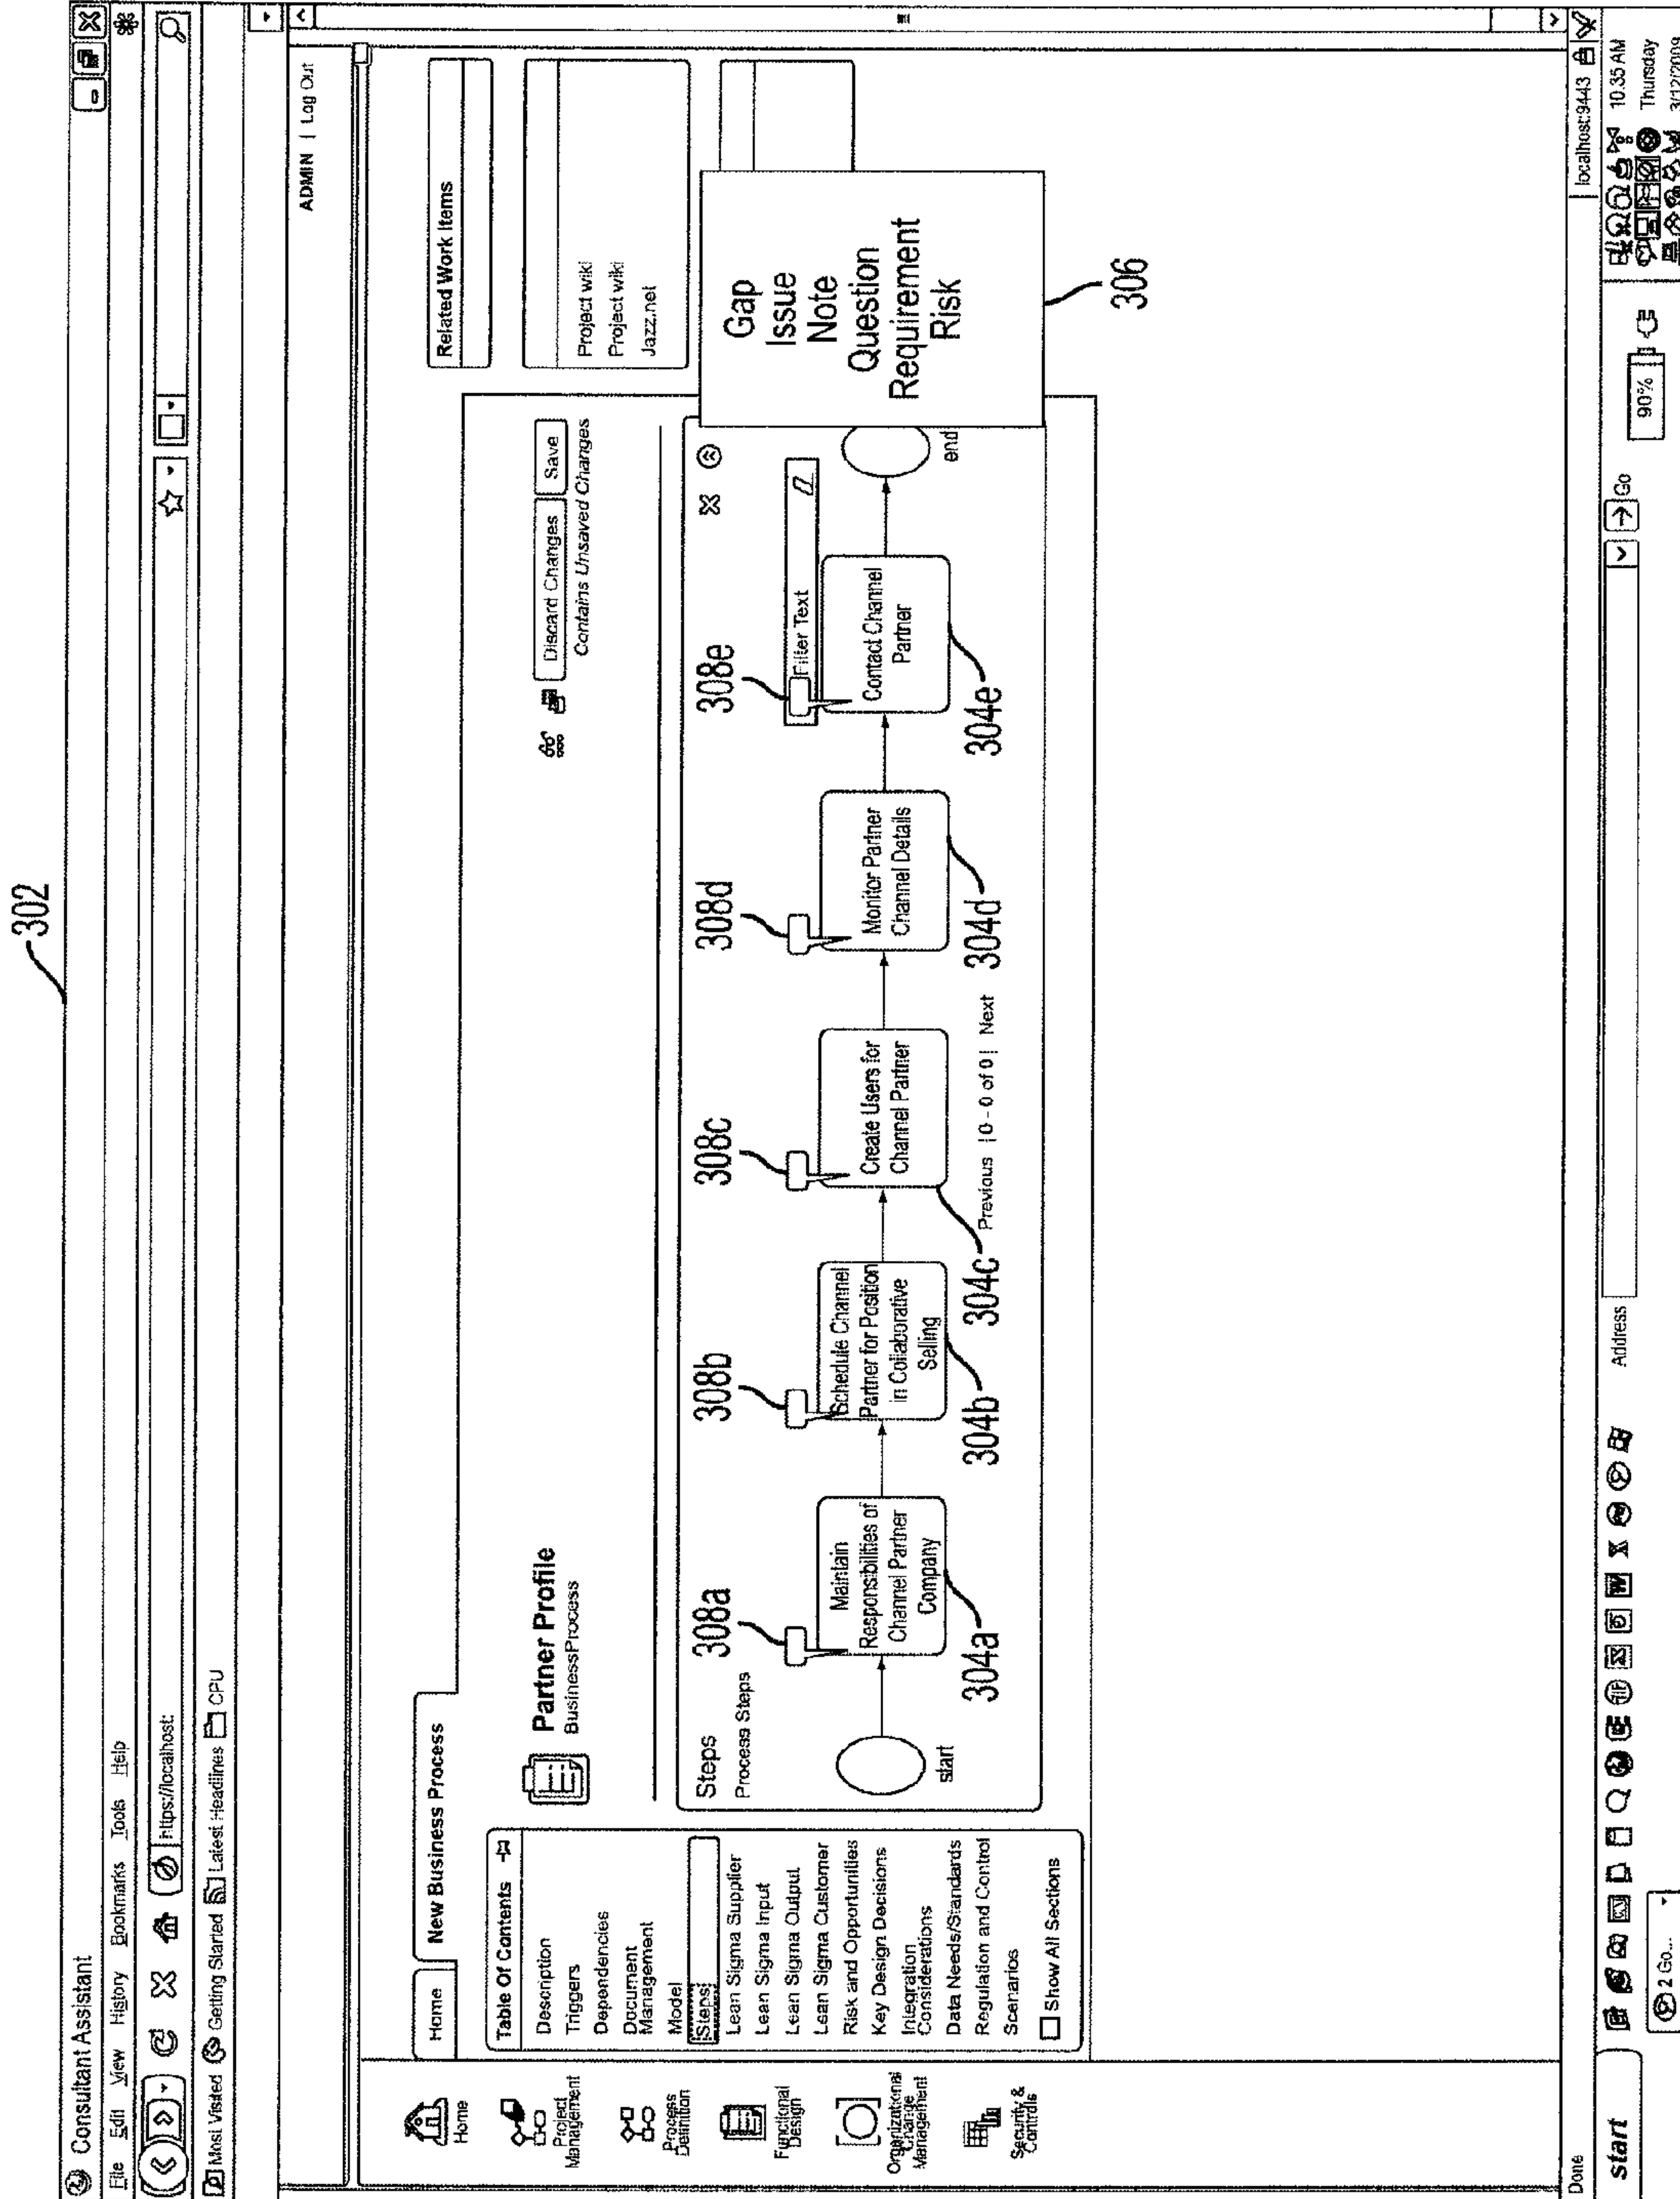 302
Consultant Assistant
File Edit View History Bookmarks Tools Help
https://localhost:
Most Visited Getting Started Latest Headlines CPU
ADMIN | Log Out
Home
Project
Management
Process
Definition
Functional
Design
Organizational
Change
Management
Security &
Controls
Home New Business Process
Table Of Contents
Description
Triggers
Dependencies
Document
Management
Model
Steps
Lean Sigma Supplier
Lean Sigma Input
Lean Sigma Output
Lean Sigma Customer
Risk and Opportunities
Key Design Decisions
Integration
Considerations
Data Needs/Standards
Regulation and Control
Scenarios
Show All Sections
Partner Profile
BusinessProcess
Discard Changes Save
Contains Unsaved Changes
Steps
Process Steps
308a 308b 308c 308d 308e
Filter Text
start
Maintain
Responsibilities of
Channel Partner
Company
Schedule Channel
Partner for Position
in Collaborative
Selling
Create Users for
Channel Partner
Monitor Partner
Channel Details
Contact Channel
Partner
end
304a 304b 304c 304d 304e
Previous | 0 - 0 of 0 | Next
Related Work Items
Project wiki
Project wiki
Jazz.net
Gap
Issue
Note
Question
Requirement
Risk
306
Done
localhost:9443
start
Address
Go
90%
10:35 AM
Thursday
3/12/2009
2 Go...